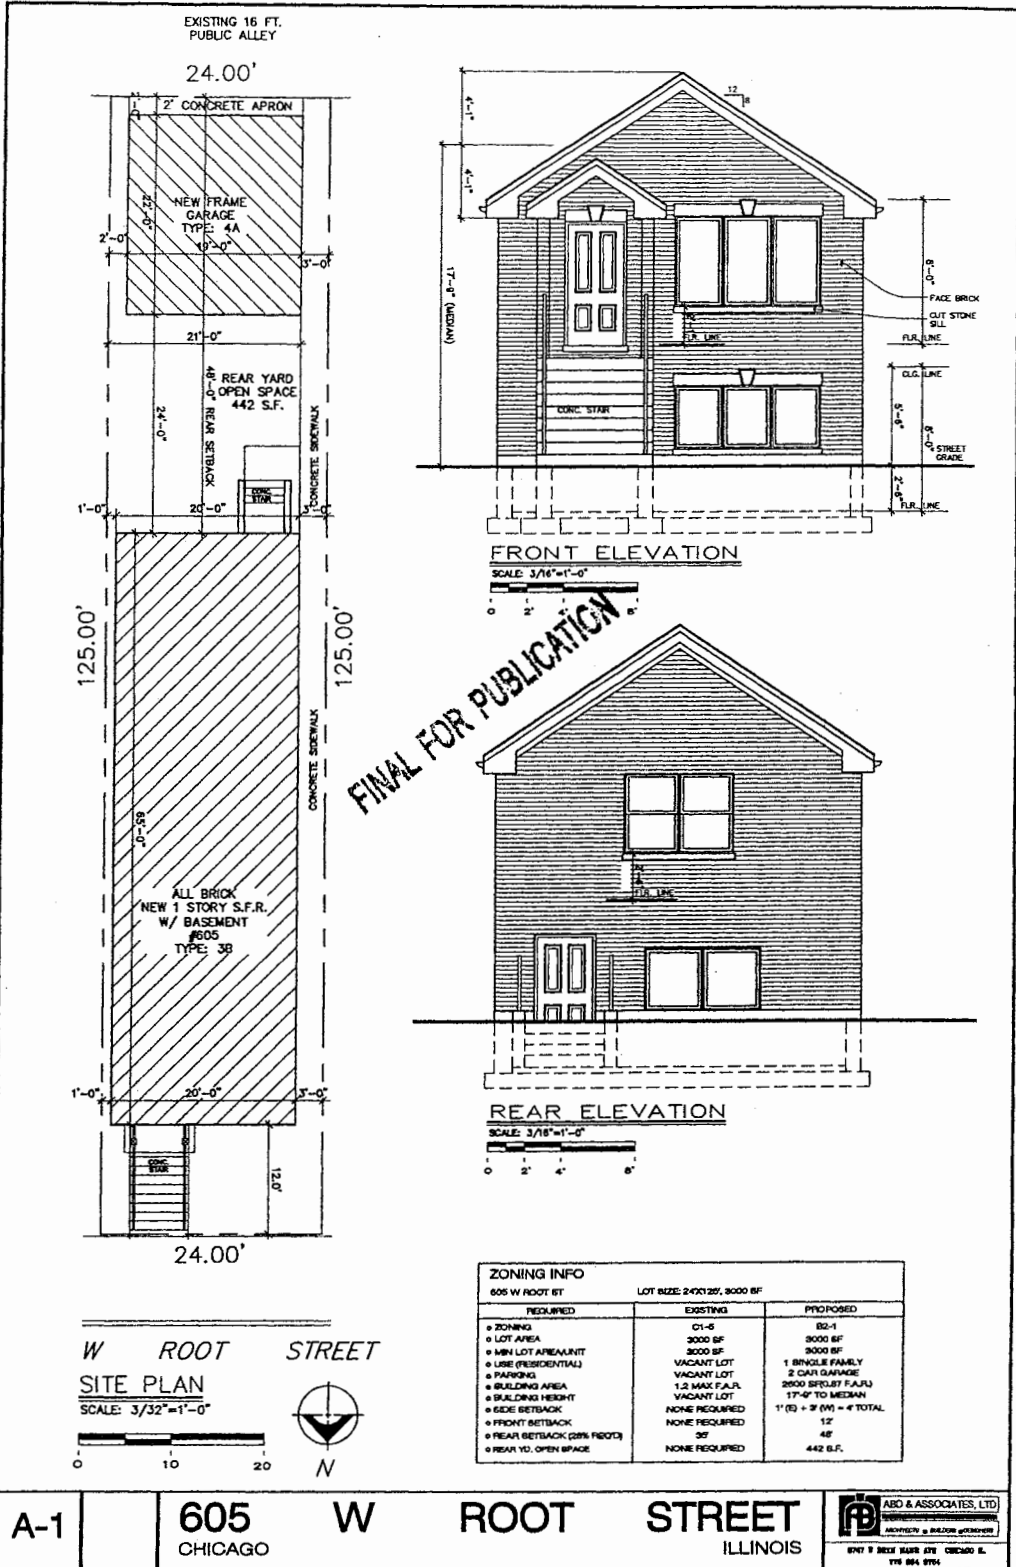 EXISTING 16 FT.
PUBLIC ALLEY
24.00'
2' CONCRETE APRON
NEW FRAME
GARAGE
TYPE: 4A
22'-0"
2'-0"
19'-0"
3'-0"
21'-0"
REAR YARD
OPEN SPACE
442 S.F.
48'-0" REAR SETBACK
24'-0"
CONCRETE SIDEWALK
CONC.
STAIR
1'-0"
20'-0"
3'-0"
125.00'
125.00'
CONCRETE SIDEWALK
65'-0"
ALL BRICK
NEW 1 STORY S.F.R.
W/ BASEMENT
#605
TYPE: 3B
1'-0"
20'-0"
3'-0"
CONC.
STAIR
12.0'
24.00'
W ROOT STREET
SITE PLAN
SCALE: 3/32"=1'-0"
0 10 20
N
12
8
4'-1"
4'-1"
17'-9" (MEDIAN)
FACE BRICK
CUT STONE
SILL
FLR. LINE
FLR. LINE
CLG. LINE
5'-6"
8'-0"
STREET
GRADE
2'-6"
FLR. LINE
CONC. STAIR
FRONT ELEVATION
SCALE: 3/16"=1'-0"
0 2' 4' 8'
FINAL FOR PUBLICATION
FLR. LINE
REAR ELEVATION
SCALE: 3/16"=1'-0"
0 2' 4' 8'
ZONING INFO
605 W ROOT ST LOT SIZE: 24'X125', 3000 SF
REQUIRED EXISTING PROPOSED
ZONING C1-5 B2-1
LOT AREA 3000 SF 3000 SF
MIN LOT AREA/UNIT 3000 SF 3000 SF
USE (RESIDENTIAL) VACANT LOT 1 SINGLE FAMILY
PARKING VACANT LOT 2 CAR GARAGE
BUILDING AREA 1.2 MAX F.A.R. 2600 SF(0.87 F.A.R.)
BUILDING HEIGHT VACANT LOT 17'-9" TO MEDIAN
SIDE SETBACK NONE REQUIRED 1' (E) + 3' (W) = 4' TOTAL
FRONT SETBACK NONE REQUIRED 12'
REAR SETBACK (28% REQ'D) 35' 48'
REAR YD. OPEN SPACE NONE REQUIRED 442 S.F.
A-1
605 W ROOT STREET
CHICAGO ILLINOIS
ABD & ASSOCIATES, LTD